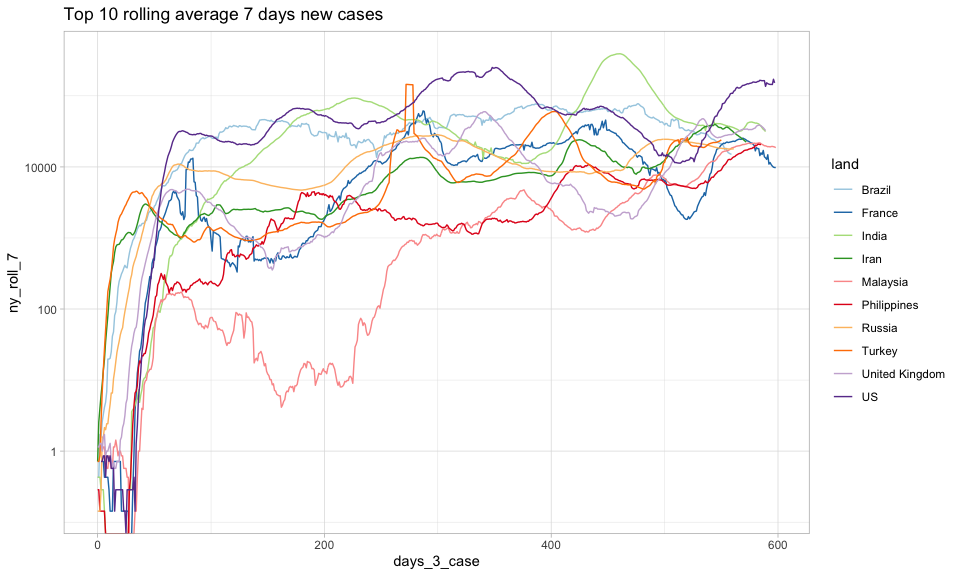 Top 10 rolling average 7 days new cases
ny_roll_7
10000
100
1
0
200
400
600
days_3_case
land
Brazil
France
India
Iran
Malaysia
Philippines
Russia
Turkey
United Kingdom
US